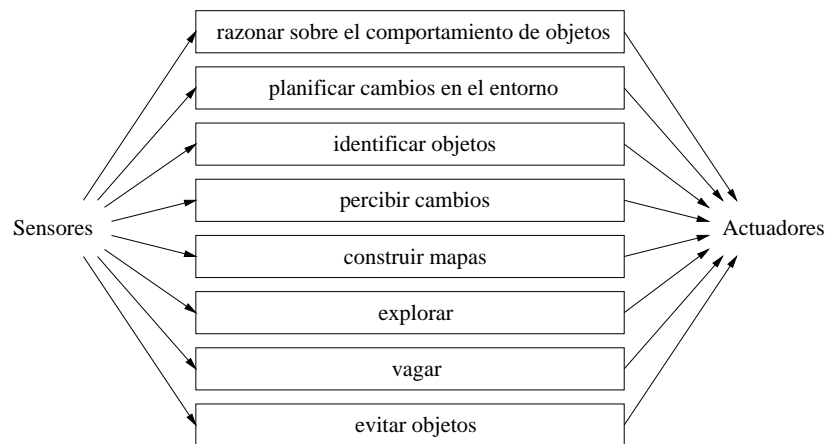 razonar sobre el comportamiento de objetos
planificar cambios en el entorno
identificar objetos
percibir cambios
Sensores
Actuadores
construir mapas
explorar
vagar
evitar objetos